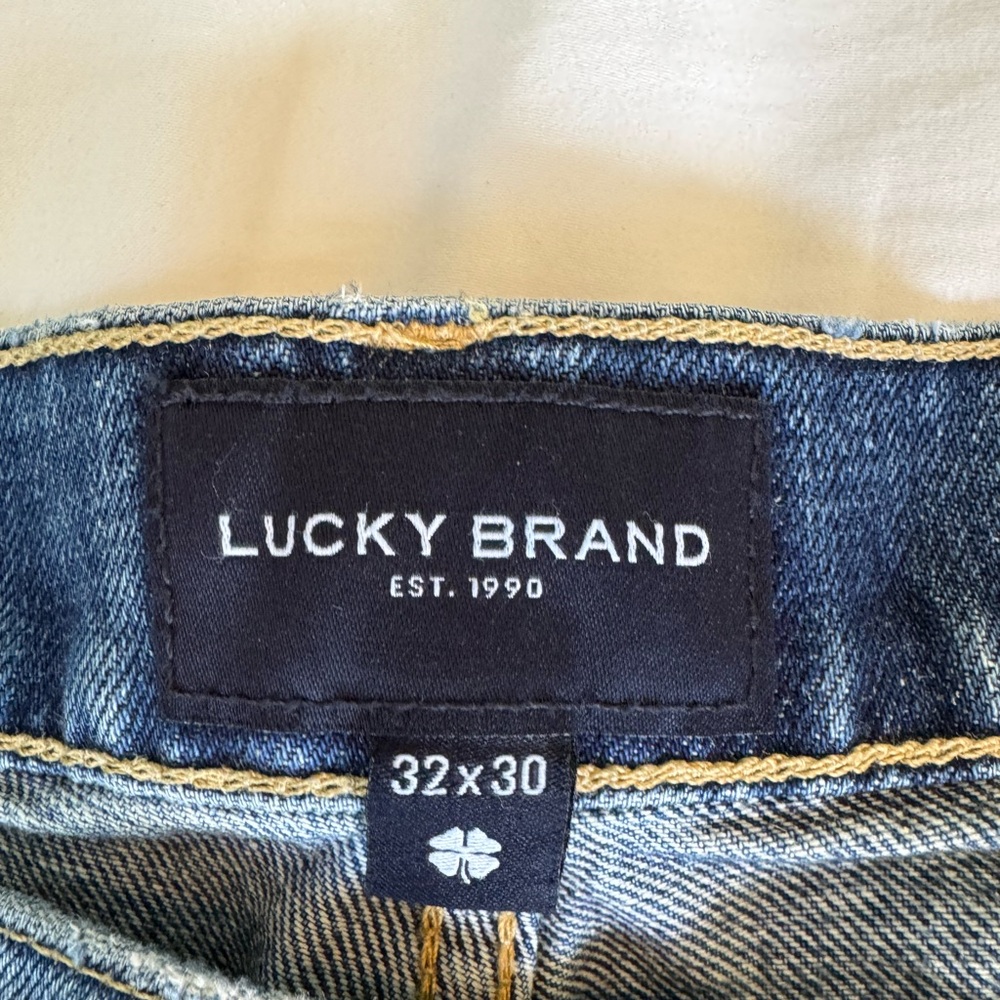 LUCKY BRAND
EST. 1990
32x30